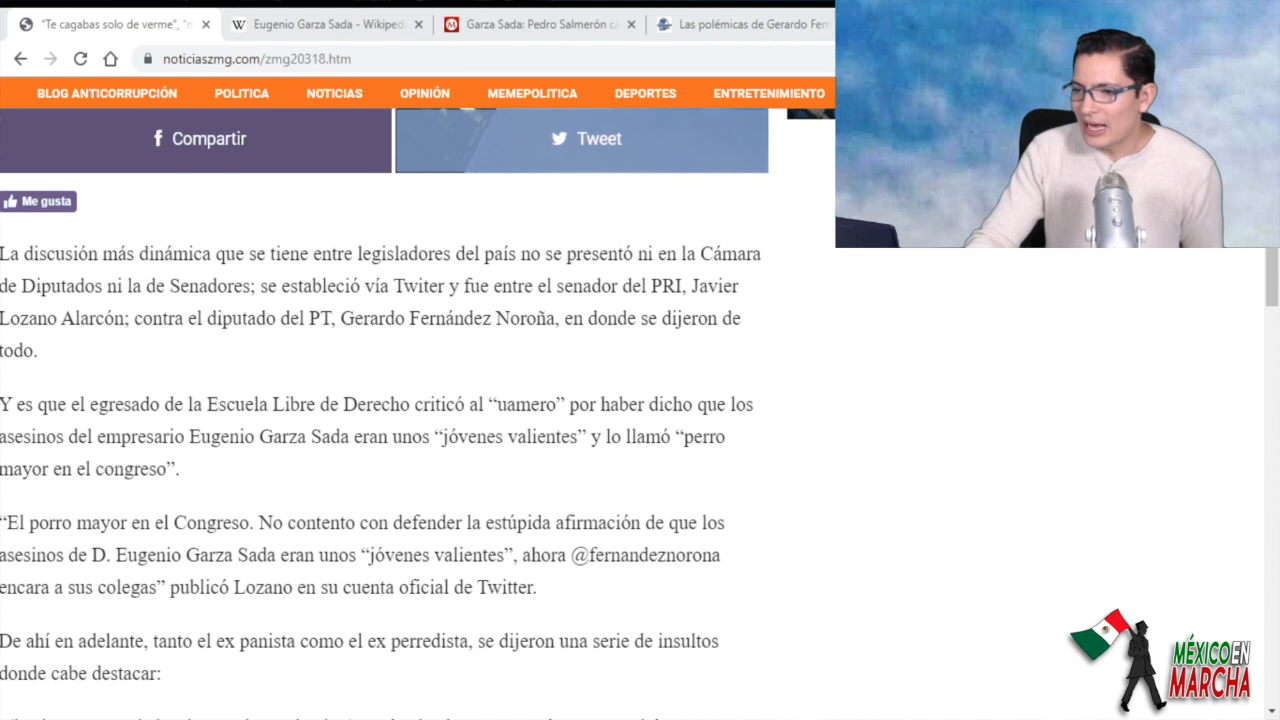 "Te cagabas solo de verme", "n
Eugenio Garza Sada - Wikiped
Garza Sada: Pedro Salmerón ca
Las polémicas de Gerardo Fern
noticiaszmg.com/zmg20318.htm
BLOG ANTICORRUPCIÓN POLITICA NOTICIAS OPINIÓN MEMEPOLITICA DEPORTES ENTRETENIMIENTO
Compartir
Tweet
Me gusta
La discusión más dinámica que se tiene entre legisladores del país no se presentó ni en la Cámara
de Diputados ni la de Senadores; se estableció vía Twiter y fue entre el senador del PRI, Javier
Lozano Alarcón; contra el diputado del PT, Gerardo Fernández Noroña, en donde se dijeron de
todo.
Y es que el egresado de la Escuela Libre de Derecho criticó al “uamero” por haber dicho que los
asesinos del empresario Eugenio Garza Sada eran unos “jóvenes valientes” y lo llamó “perro
mayor en el congreso”.
“El porro mayor en el Congreso. No contento con defender la estúpida afirmación de que los
asesinos de D. Eugenio Garza Sada eran unos “jóvenes valientes”, ahora @fernandeznorona
encara a sus colegas” publicó Lozano en su cuenta oficial de Twitter.
De ahí en adelante, tanto el ex panista como el ex perredista, se dijeron una serie de insultos
donde cabe destacar:
MÉXICO EN
MARCHA